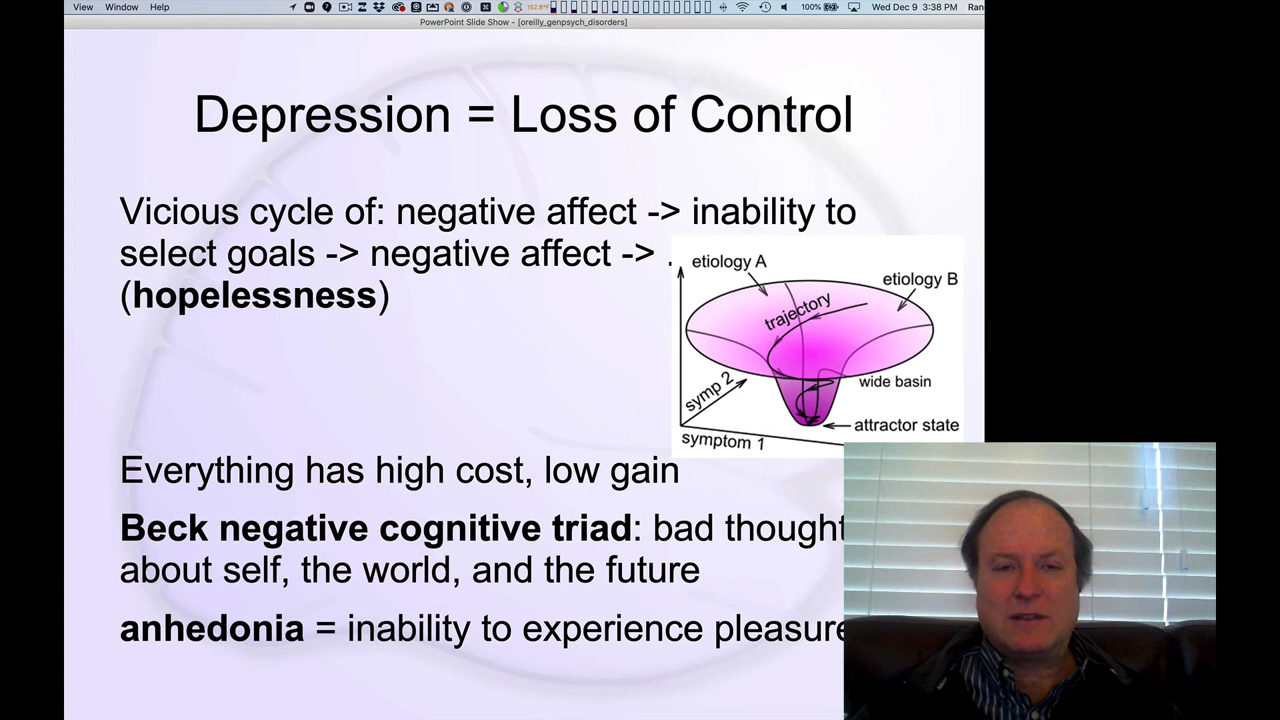 View Window Help
152.8°F
100%
Wed Dec 9 3:38 PM Ran
PowerPoint Slide Show - [oreilly_genpsych_disorders]
Depression = Loss of Control
Vicious cycle of: negative affect -> inability to
select goals -> negative affect -> .
(hopelessness)
etiology A
etiology B
trajectory
symp 2
wide basin
attractor state
symptom 1
Everything has high cost, low gain
Beck negative cognitive triad: bad thought
about self, the world, and the future
anhedonia = inability to experience pleasure